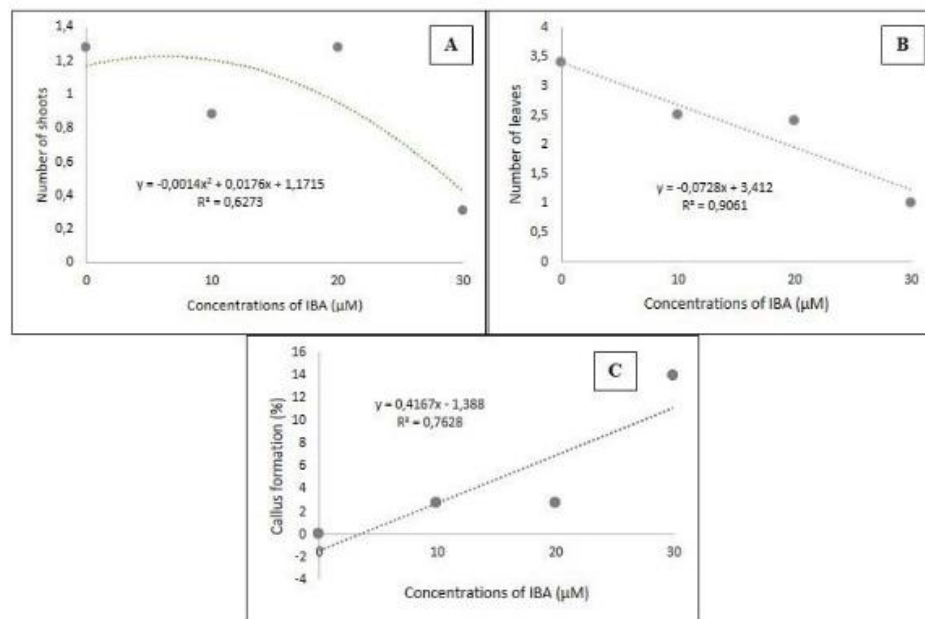 1,4
1,2
1
0,8
0,6
0,4
0,2
0
Number of shoots
A
y = -0,0014x² + 0,0176x + 1,1715
R² = 0,6273
0 10 20 30
Concentrations of IBA (µM)
4
3,5
3
2,5
2
1,5
1
0,5
0
Number of leaves
B
y = -0,0728x + 3,412
R² = 0,9061
0 10 20 30
Concentrations of IBA (µM)
16
14
12
10
8
6
4
2
0
-2
-4
Callus formation (%)
C
y = 0,4167x - 1,388
R² = 0,7628
0 10 20 30
Concentrations of IBA (µM)